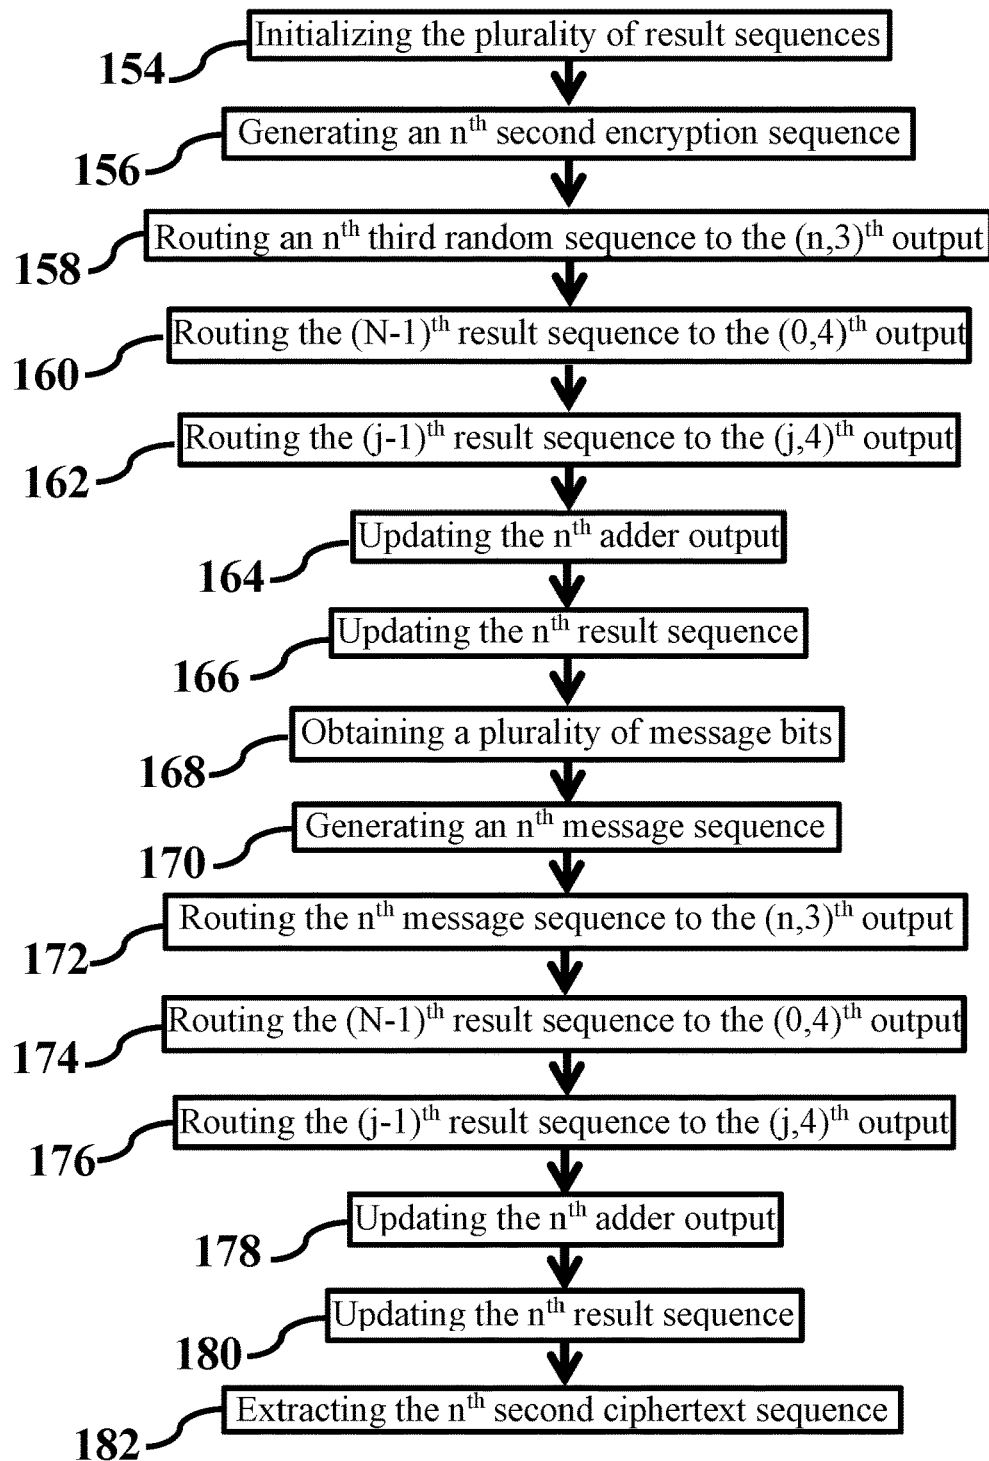 Initializing the plurality of result sequences
154
Generating an nth second encryption sequence
156
Routing an nth third random sequence to the (n,3)th output
158
Routing the (N-1)th result sequence to the (0,4)th output
160
Routing the (j-1)th result sequence to the (j,4)th output
162
Updating the nth adder output
164
Updating the nth result sequence
166
Obtaining a plurality of message bits
168
Generating an nth message sequence
170
Routing the nth message sequence to the (n,3)th output
172
Routing the (N-1)th result sequence to the (0,4)th output
174
Routing the (j-1)th result sequence to the (j,4)th output
176
Updating the nth adder output
178
Updating the nth result sequence
180
Extracting the nth second ciphertext sequence
182